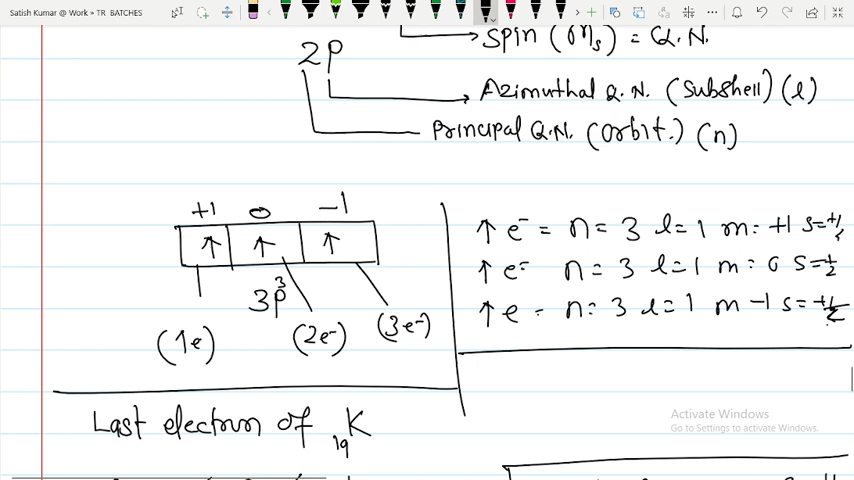 Satish Kumar @ Work » TR BATCHES
Spin (ms) = Q.N.
2P
Azimuthal Q.N. (Subshell) (l)
Principal Q.N. (orbit.) (n)
+1 0 -1
↑ ↑ ↑
3p³
(1e) (2e-) (3e-)
↑ e- = n = 3 l = 1 m = +1 s = +1/2
↑ e- n = 3 l = 1 m = 0 s = +1/2
↑ e- n = 3 l = 1 m -1 s = +1/2
Last electron of 19K
Activate Windows
Go to Settings to activate Windows.